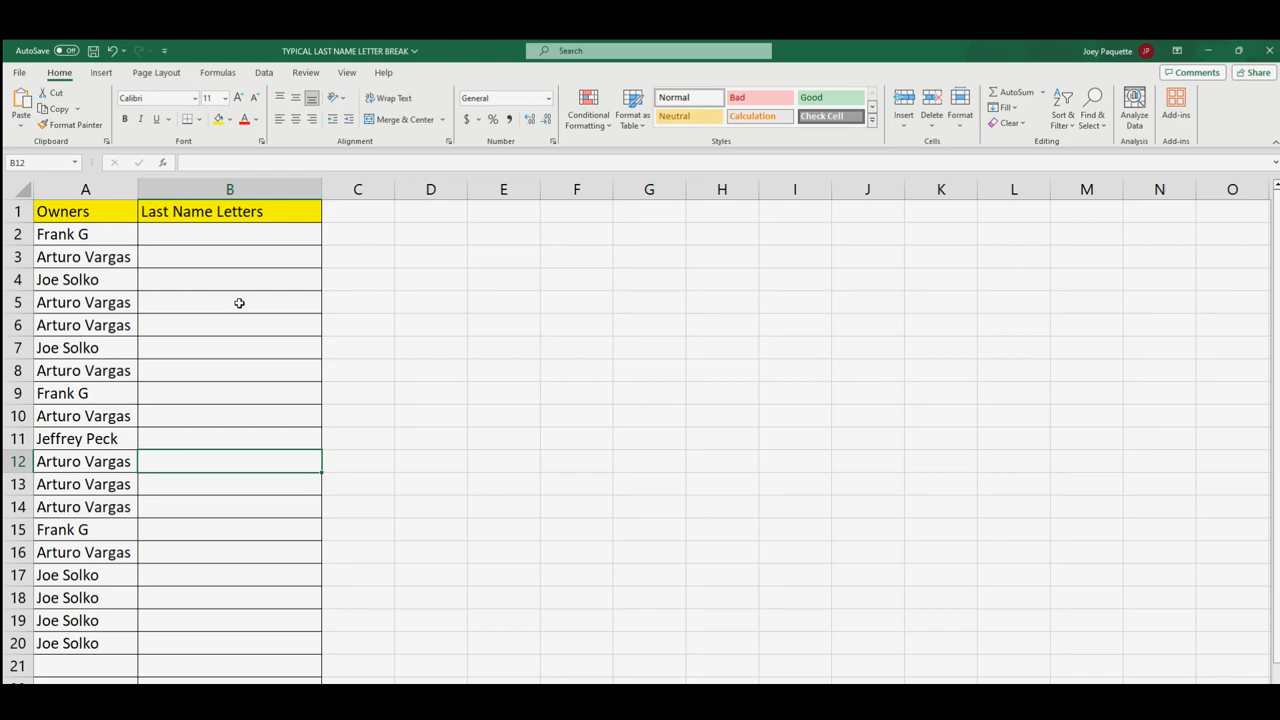 AutoSave Off TYPICAL LAST NAME LETTER BREAK Search Joey Paquette JP
File Home Insert Page Layout Formulas Data Review View Help Comments Share
Paste Cut Copy Format Painter Clipboard
Calibri 11 A A B I U A Font
Wrap Text Merge & Center Alignment
General $ % 9 Number
Conditional Formatting Format as Table Normal Bad Good Neutral Calculation Check Cell Styles
Insert Delete Format Cells
AutoSum Fill Clear Sort & Filter Find & Select Editing
Analyze Data Analysis
Add-ins Add-ins
B12 fx
A B C D E F G H I J K L M N O
1 Owners Last Name Letters
2 Frank G
3 Arturo Vargas
4 Joe Solko
5 Arturo Vargas
6 Arturo Vargas
7 Joe Solko
8 Arturo Vargas
9 Frank G
10 Arturo Vargas
11 Jeffrey Peck
12 Arturo Vargas
13 Arturo Vargas
14 Arturo Vargas
15 Frank G
16 Arturo Vargas
17 Joe Solko
18 Joe Solko
19 Joe Solko
20 Joe Solko
21